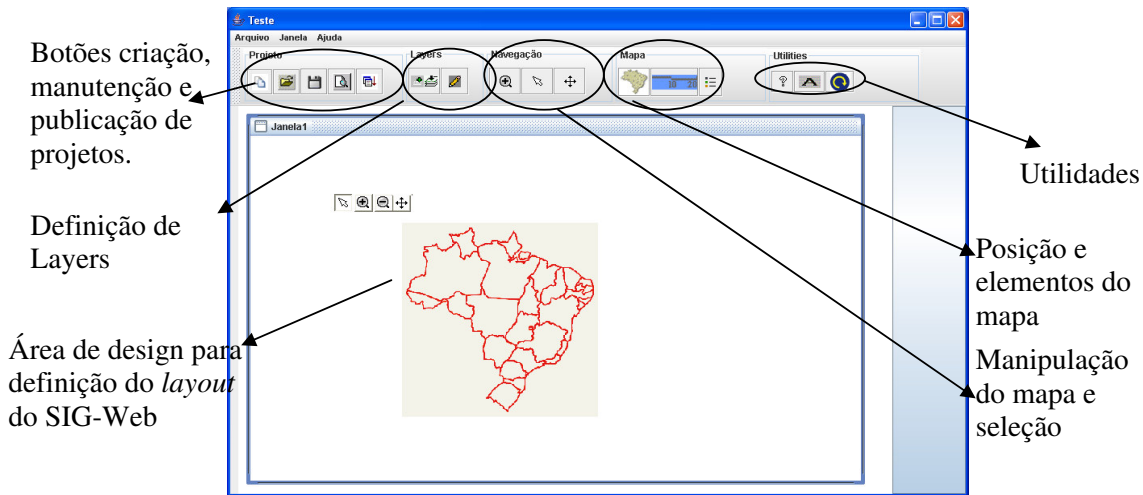 Teste
Arquivo Janela Ajuda
Projeto Layers Navegação Mapa Utilities
10 20
Janela1
Botões criação,
manutenção e
publicação de
projetos.
Definição de
Layers
Área de design para
definição do layout
do SIG-Web
Utilidades
Posição e
elementos do
mapa
Manipulação
do mapa e
seleção